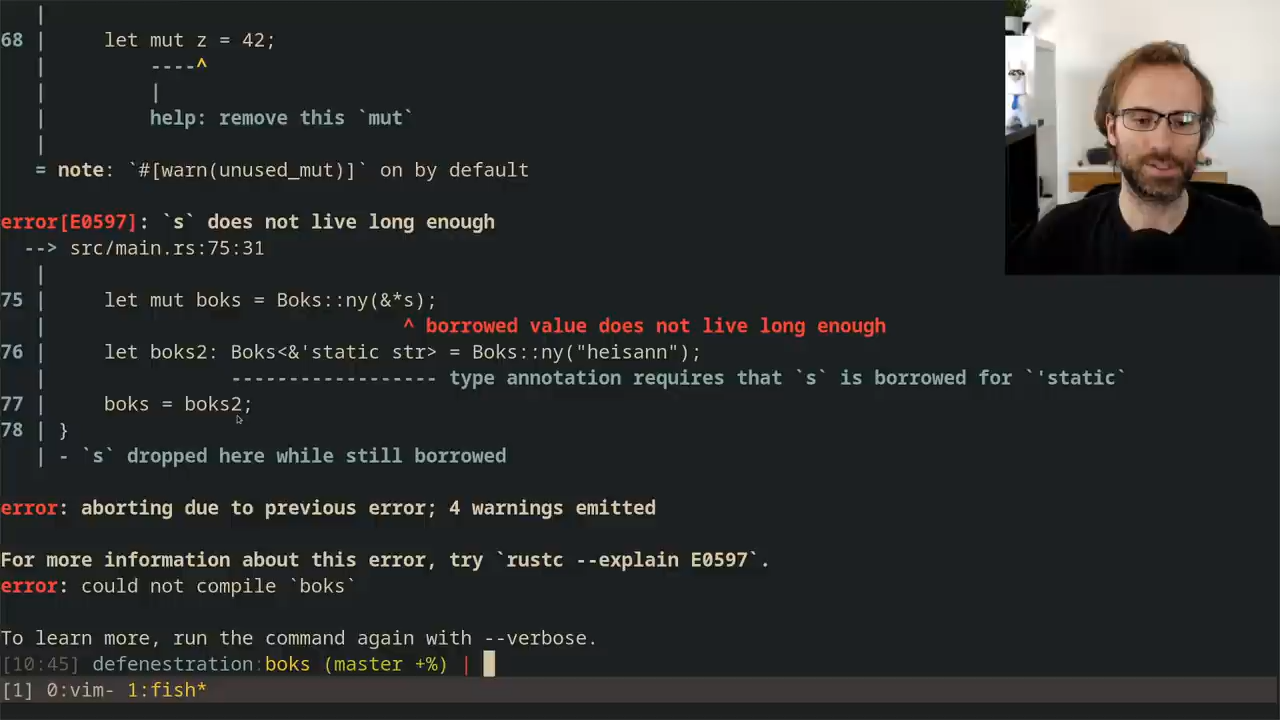 |
68 |     let mut z = 42;
|         ----^
|         |
|         help: remove this `mut`
|
= note: `#[warn(unused_mut)]` on by default
error[E0597]: `s` does not live long enough
--> src/main.rs:75:31
|
75 |     let mut boks = Boks::ny(&*s);
|                               ^ borrowed value does not live long enough
76 |     let boks2: Boks<&'static str> = Boks::ny("heisann");
|                ------------------ type annotation requires that `s` is borrowed for `'static`
77 |     boks = boks2;
78 | }
| - `s` dropped here while still borrowed
error: aborting due to previous error; 4 warnings emitted
For more information about this error, try `rustc --explain E0597`.
error: could not compile `boks`
To learn more, run the command again with --verbose.
[10:45] defenestration:boks (master +%) |
[1] 0:vim- 1:fish*